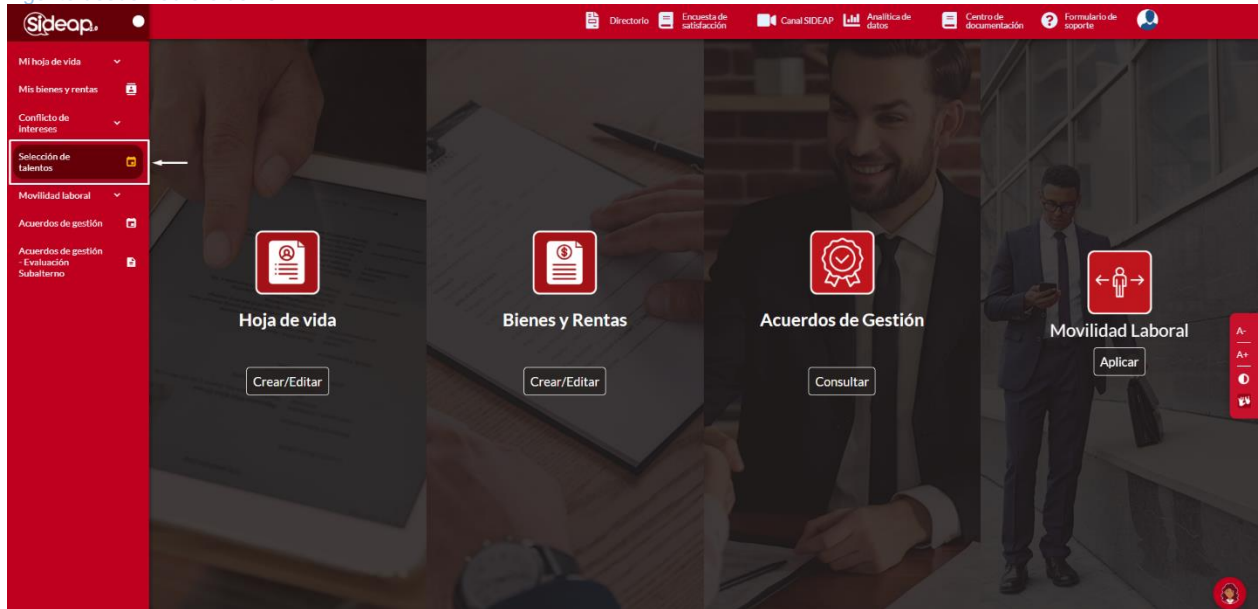 Sideap2.0
Directorio
Encuesta de
satisfacción
Canal SIDEAP
Analítica de
datos
Centro de
documentación
Formulario de
soporte
Mi hoja de vida
Mis bienes y rentas
Conflicto de
intereses
Selección de
talentos
Movilidad laboral
Acuerdos de gestión
Acuerdos de gestión
- Evaluación
Subalterno
Hoja de vida
Crear/Editar
Bienes y Rentas
Crear/Editar
Acuerdos de Gestión
Consultar
Movilidad Laboral
Aplicar
A-
A+